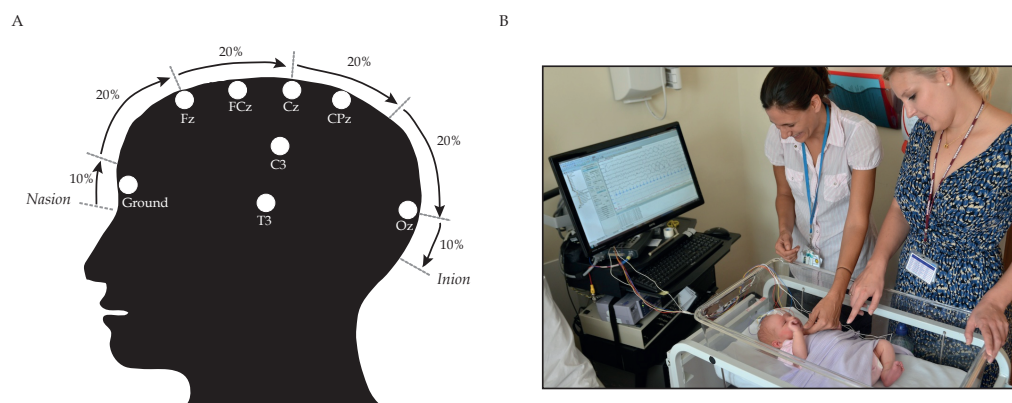 A
B
20%
20%
20%
20%
Fz
FCz
Cz
CPz
20%
C3
10%
Nasion
Ground
T3
Oz
10%
Inion